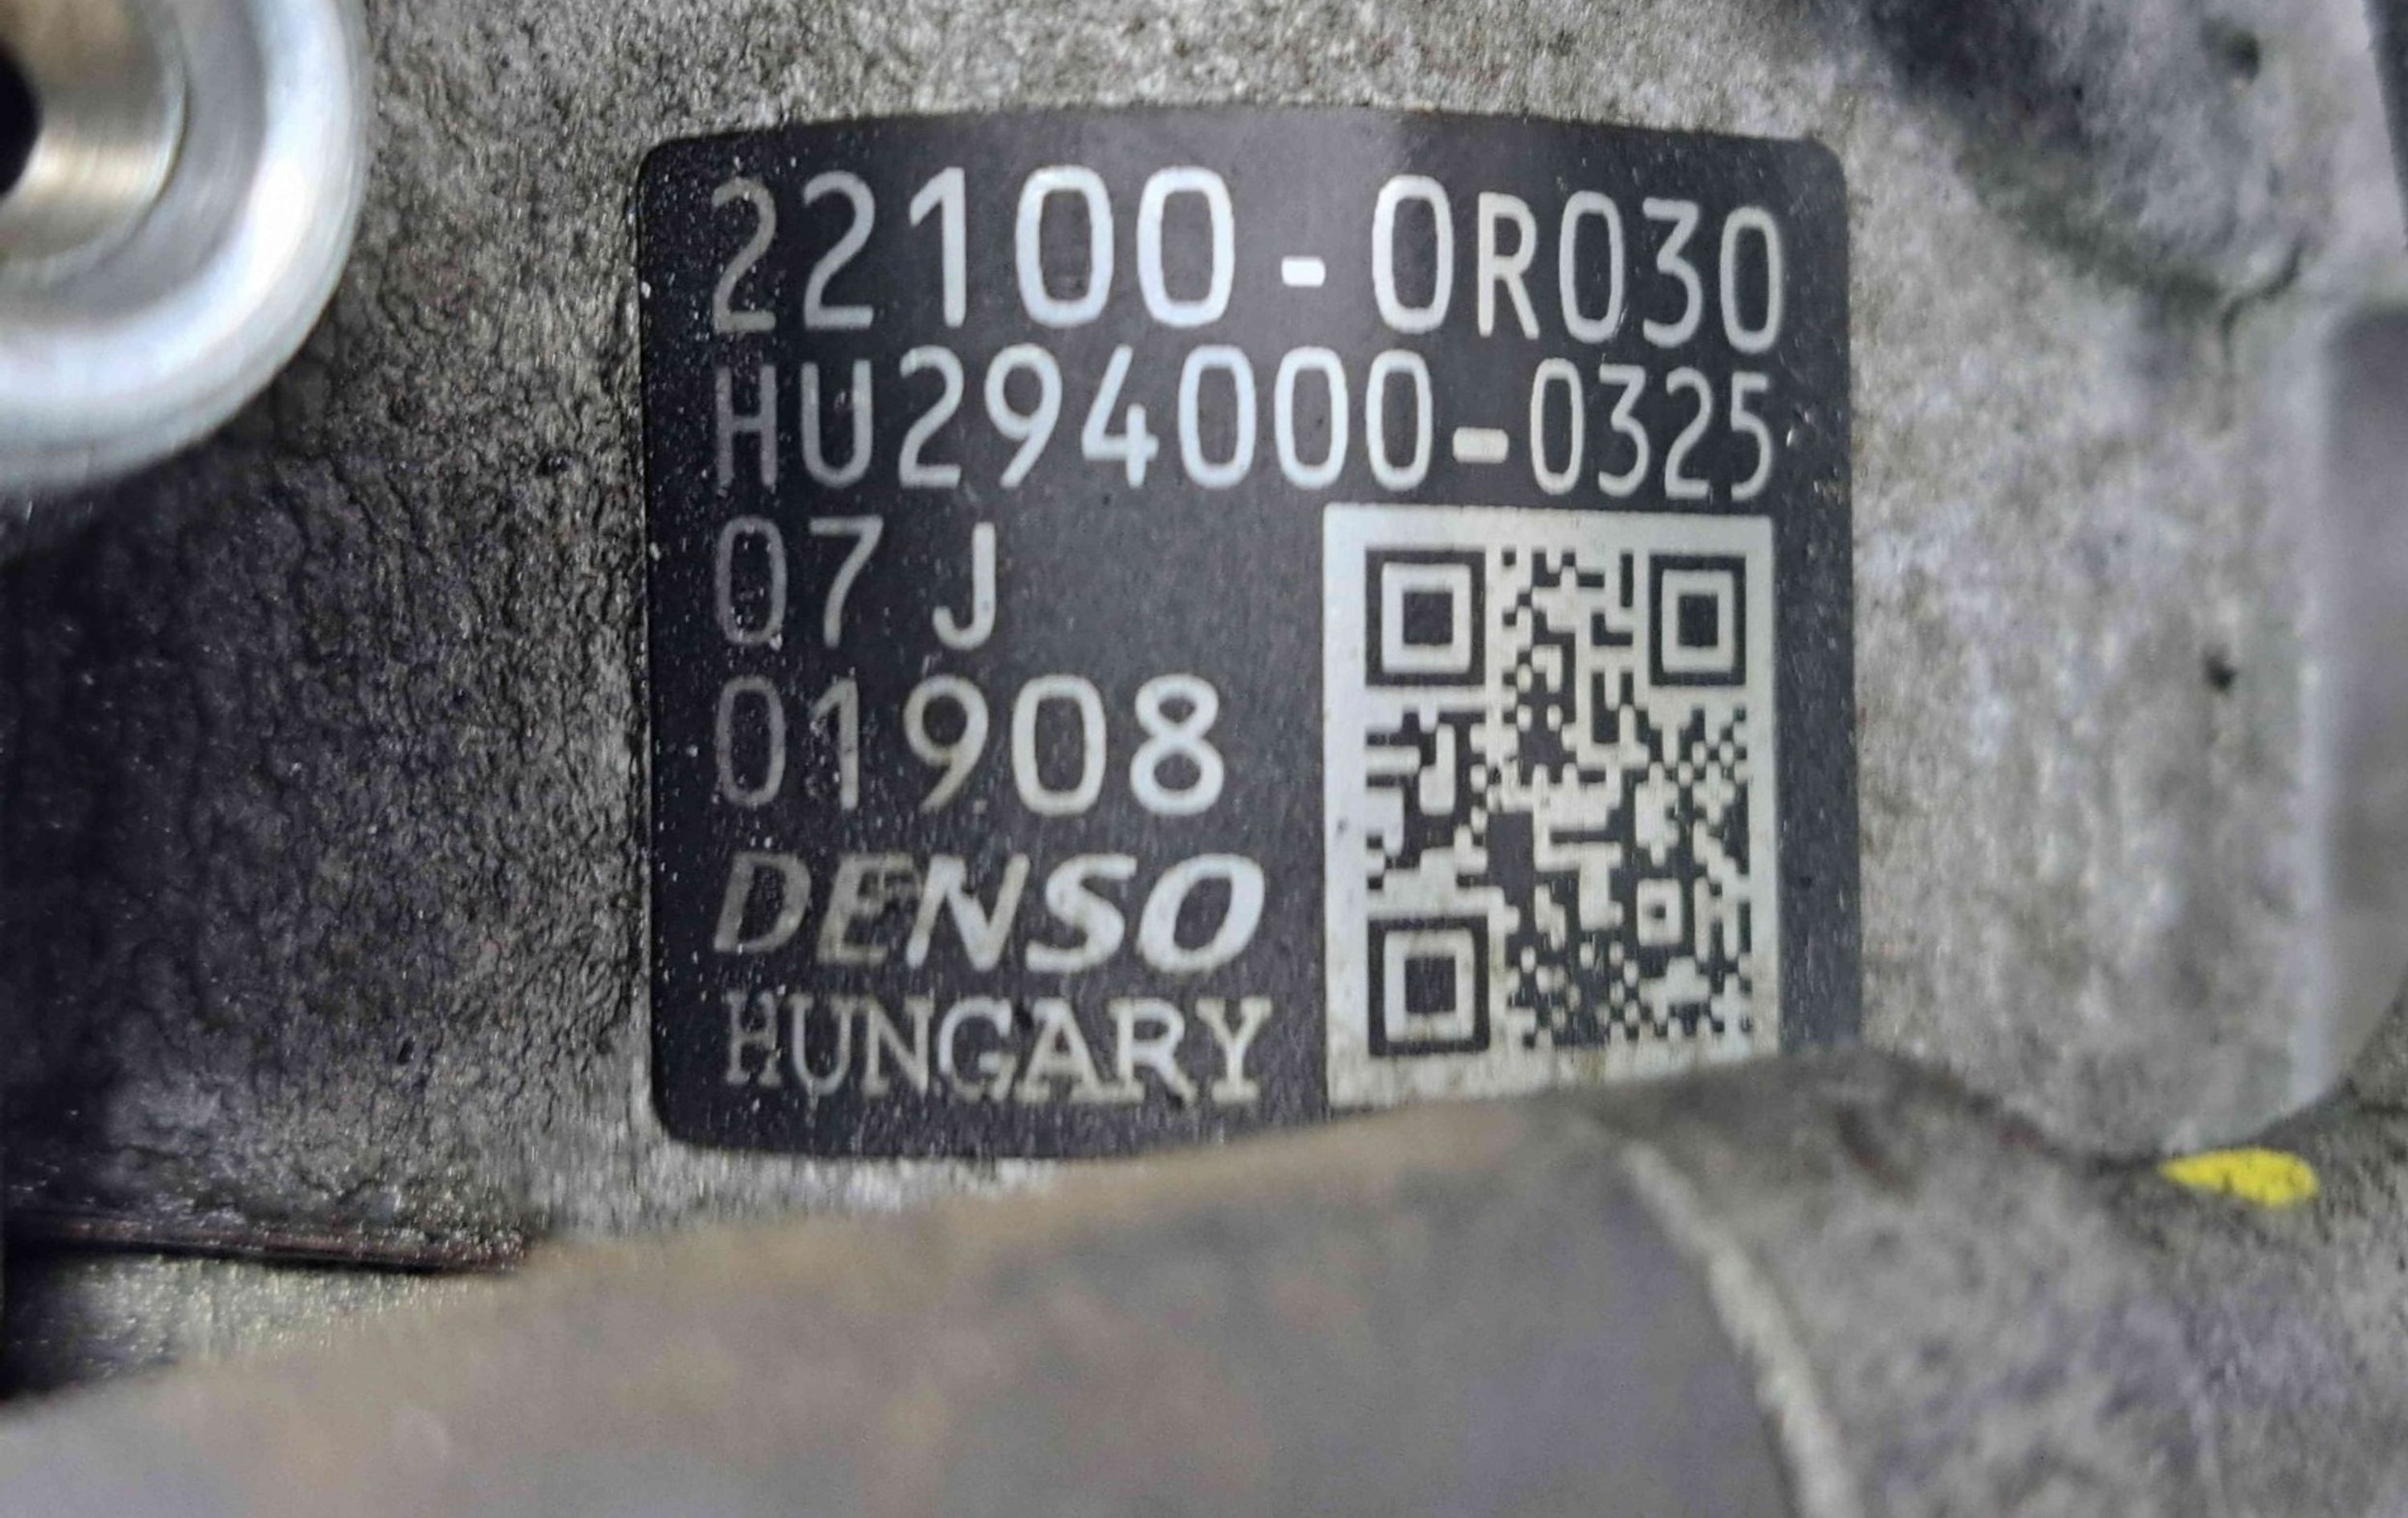 22100-0R030
HU294000-0325
07 J
01908
DENSO
HUNGARY